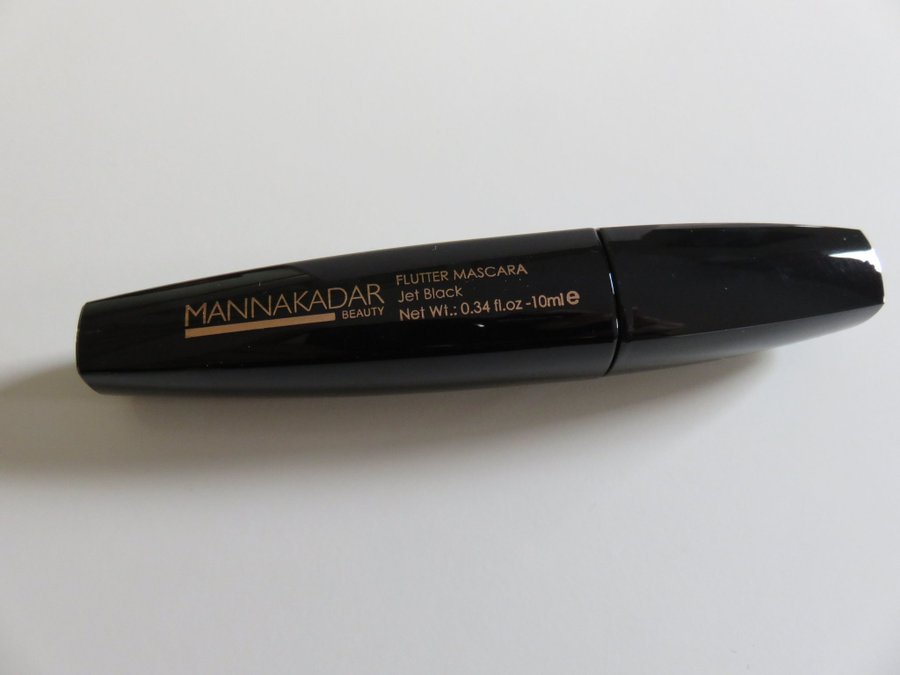 MANNAKADAR
BEAUTY
FLUTTER MASCARA
Jet Black
Net Wt.: 0.34 fl.oz -10ml ℮